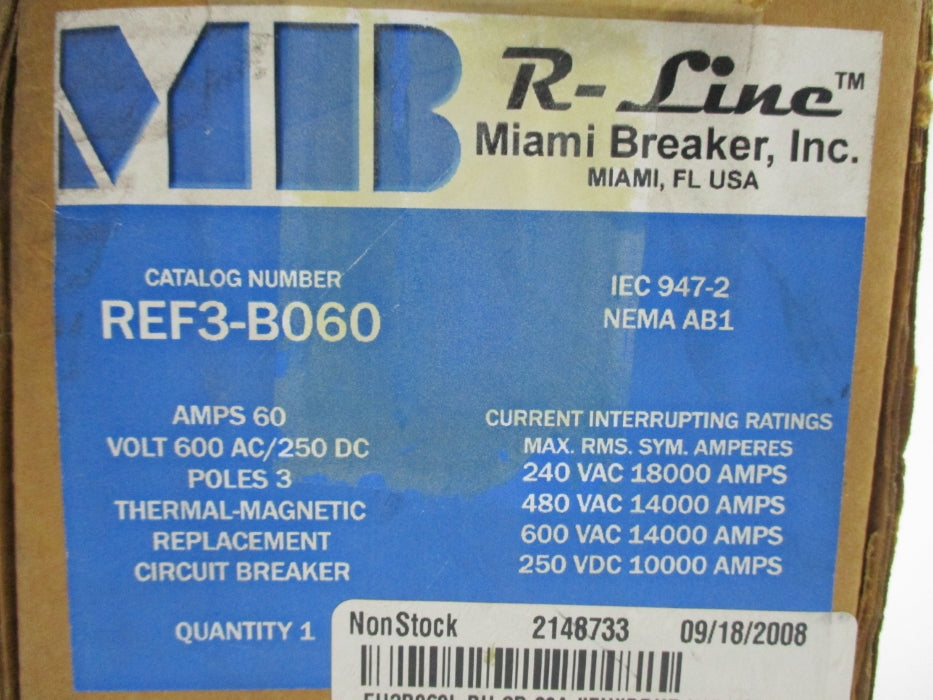 MIB
R-Line™
Miami Breaker, Inc.
MIAMI, FL USA
CATALOG NUMBER
REF3-B060
IEC 947-2
NEMA AB1
AMPS 60
VOLT 600 AC/250 DC
POLES 3
THERMAL-MAGNETIC
REPLACEMENT
CIRCUIT BREAKER
QUANTITY 1
CURRENT INTERRUPTING RATINGS
MAX. RMS. SYM. AMPERES
240 VAC 18000 AMPS
480 VAC 14000 AMPS
600 VAC 14000 AMPS
250 VDC 10000 AMPS
NonStock 2148733 09/18/2008